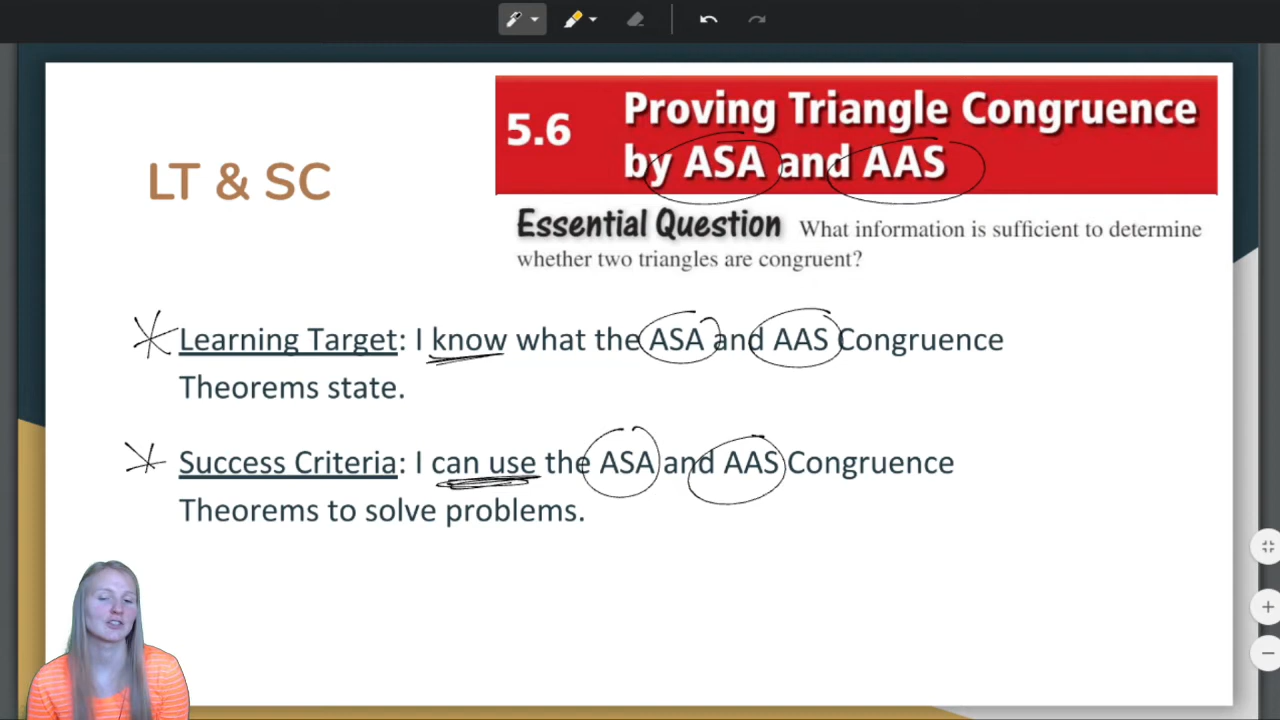 5.6 Proving Triangle Congruence
by ASA and AAS
LT & SC
Essential Question What information is sufficient to determine
whether two triangles are congruent?
Learning Target: I know what the ASA and AAS Congruence
Theorems state.
Success Criteria: I can use the ASA and AAS Congruence
Theorems to solve problems.